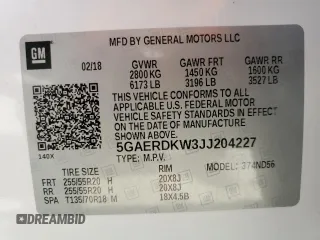 GM
MFD BY GENERAL MOTORS LLC
02/18 GVWR GAWR FRT GAWR RR
2800 KG 1450 KG 1600 KG
6173 LB 3196 LB 3527 LB
THIS VEHICLE CONFORMS TO ALL
APPLICABLE U.S. FEDERAL MOTOR
VEHICLE SAFETY STANDARDS IN EFFECT
ON THE DATE OF MANUFACTURE
SHOWN ABOVE.
5GAERDKW3JJ204227
TYPE: M.P.V.
140X
MODEL: 374ND56
TIRE SIZE RIM
FRT 255/55R20 H 20X8J
RR 255/55R20 H 20X8J
SPA T135/70R18 M 18X4.5B
DREAMBID